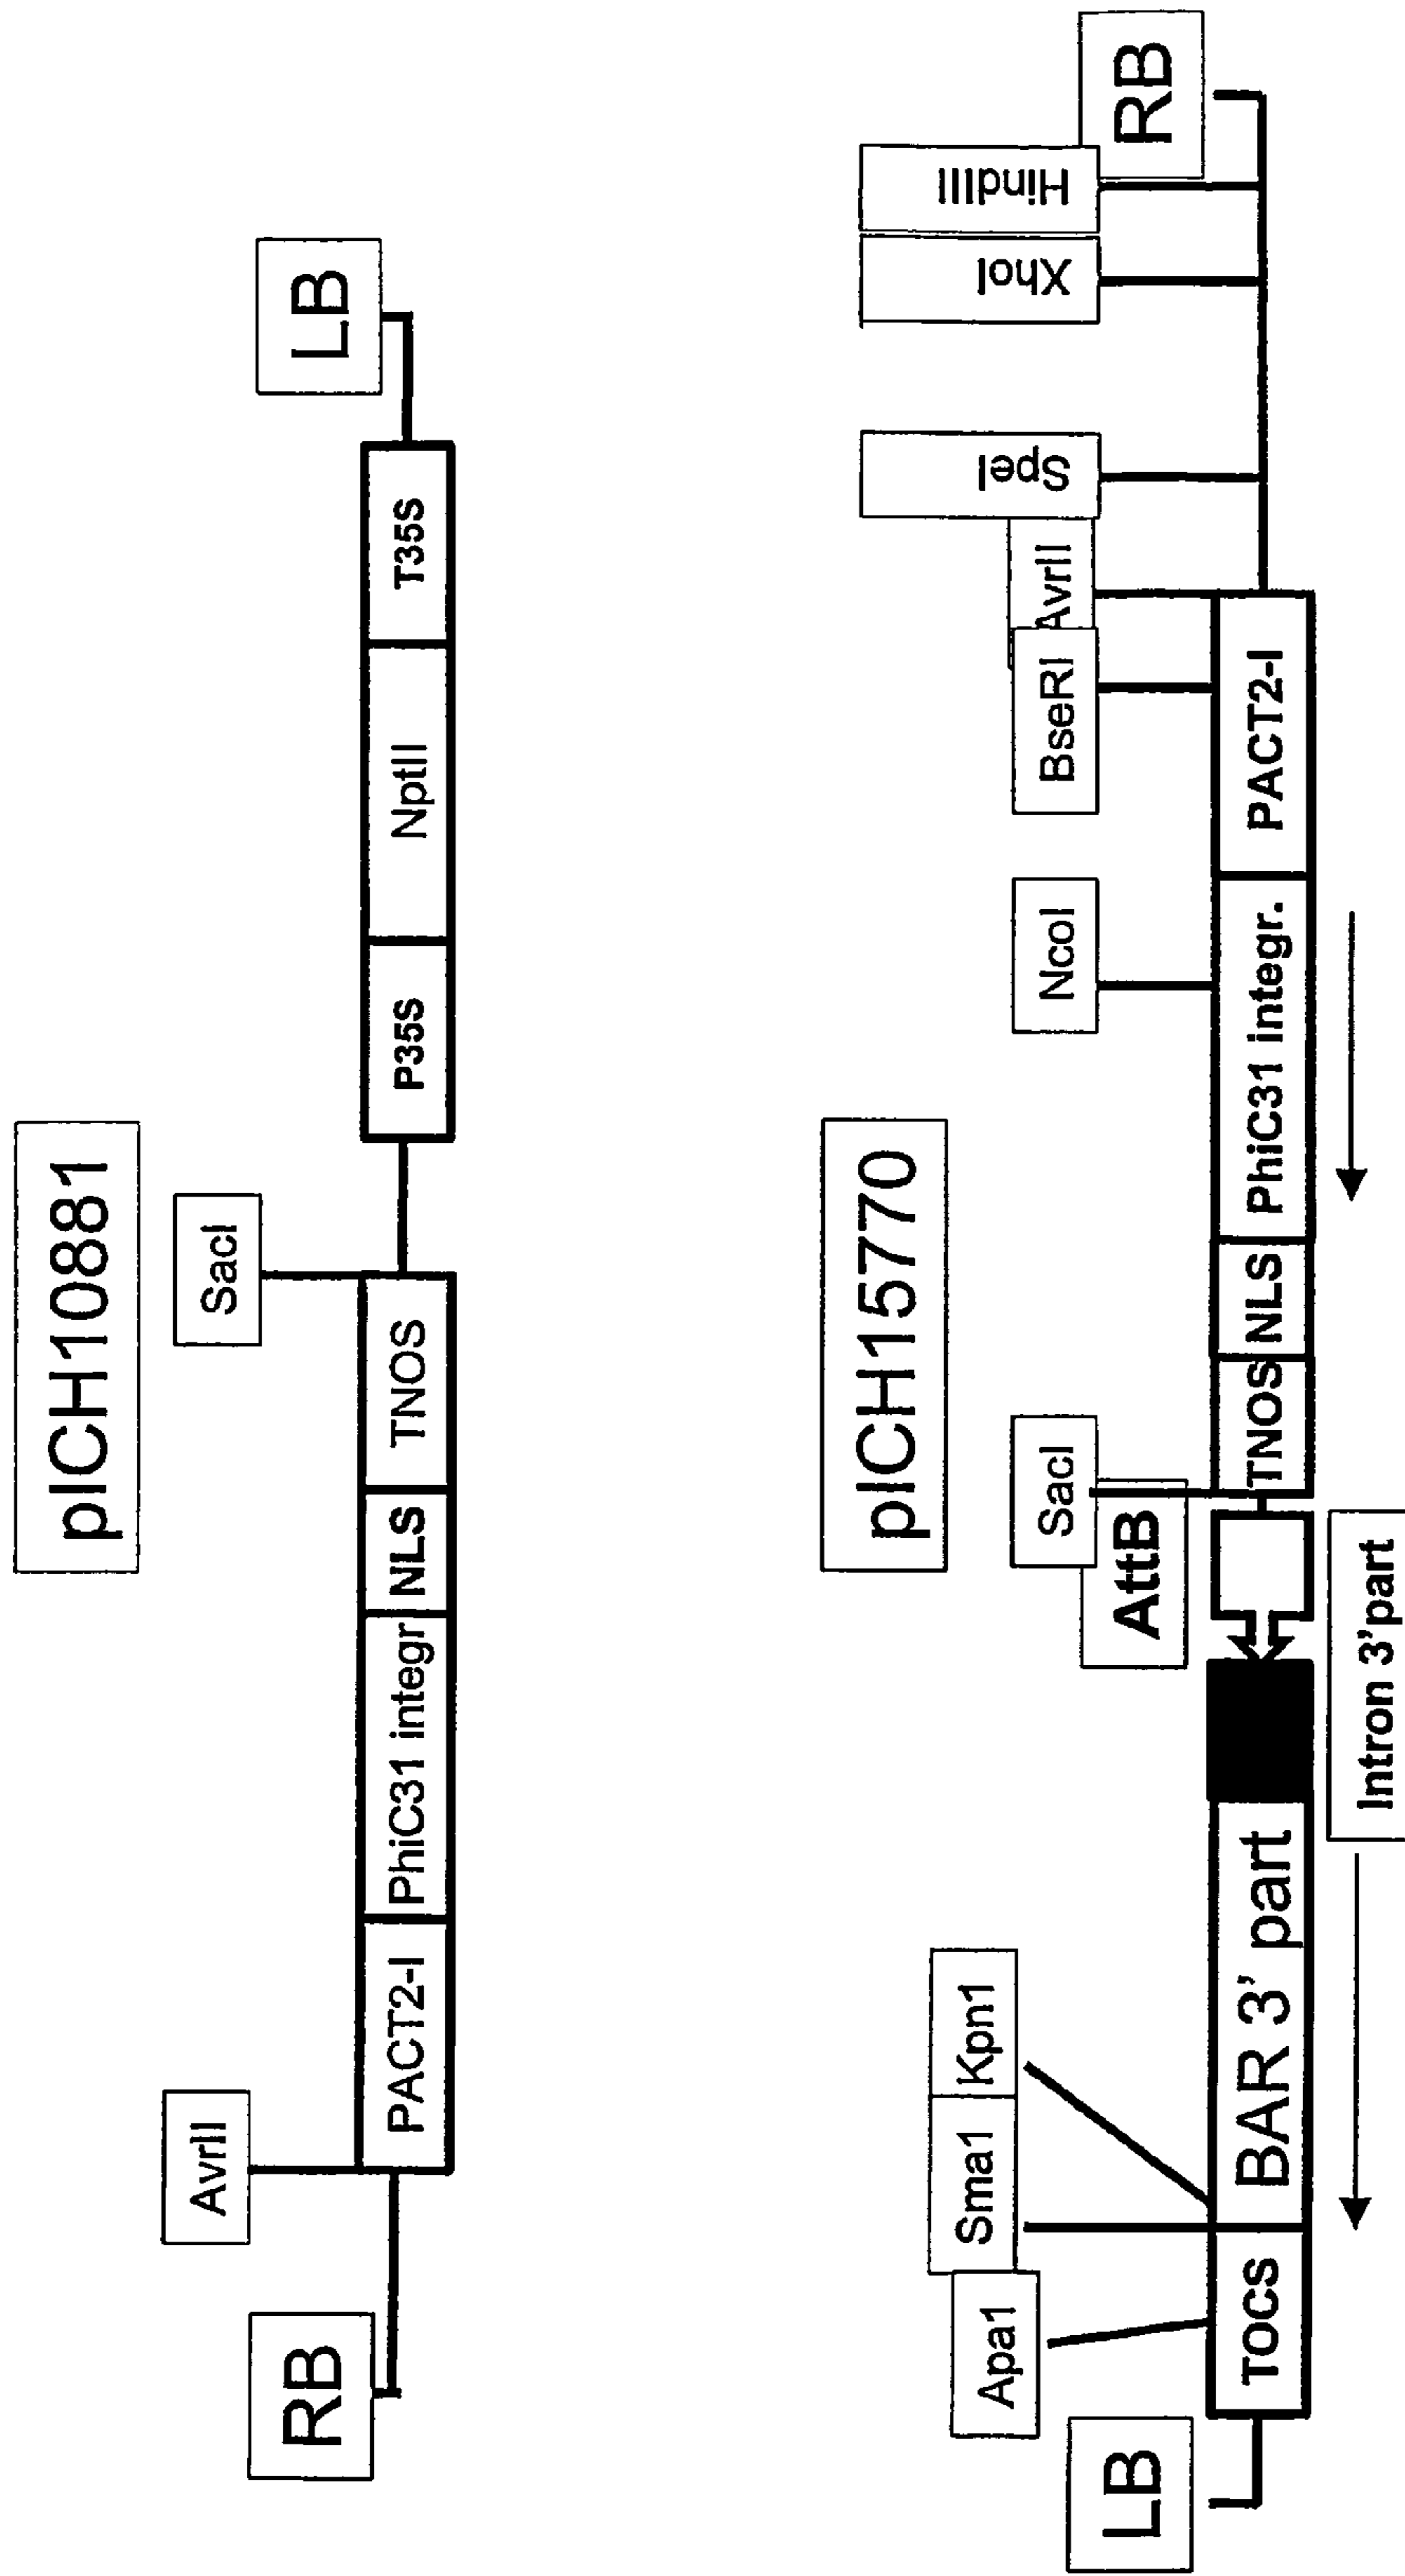 pICH10881
AvrII
SacI
RB
PACT2-I
PhiC31 integr
NLS
TNOS
P35S
NptII
T35S
LB
pICH15770
SpeI
XhoI
HindIII
Apa1
Sma1
Kpn1
SacI
NcoI
BseRI
AvrII
LB
AttB
RB
TOCS
BAR 3' part
TNOS
NLS
PhiC31 integr.
PACT2-I
Intron 3'part